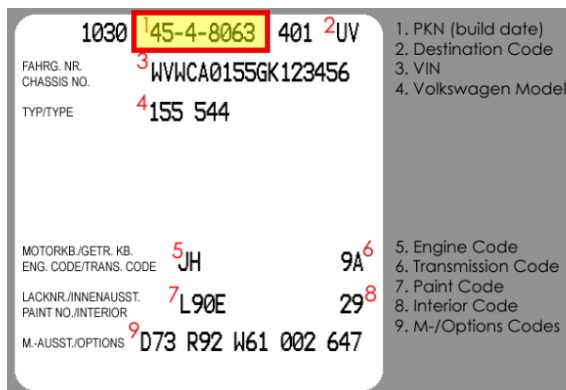 1030 1 45-4-8063 401 2 UV
FAHRG. NR.
CHASSIS NO.
3 WVWCA0155GK123456
TYP/TYPE
4 155 544
MOTORKB./GETR. KB.
ENG. CODE/TRANS. CODE
5 JH 9A 6
LACKNR./INNENAUSST.
PAINT NO./INTERIOR
7 L90E 29 8
M.-AUSST./OPTIONS 9 D73 R92 W61 002 647
1. PKN (build date)
2. Destination Code
3. VIN
4. Volkswagen Model
5. Engine Code
6. Transmission Code
7. Paint Code
8. Interior Code
9. M-/Options Codes